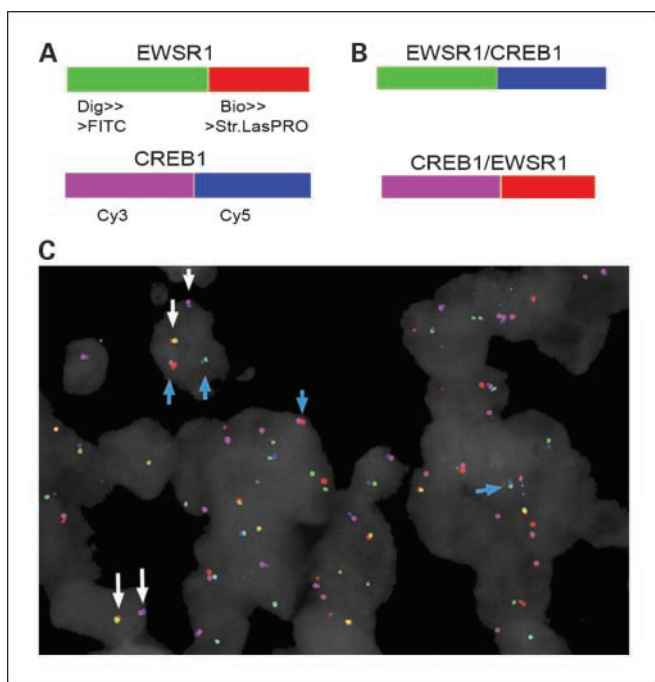 A
EWSR1
Dig>>
>FITC
Bio>>
>Str.LasPRO
CREB1
Cy3
Cy5
B
EWSR1/CREB1
CREB1/EWSR1
C